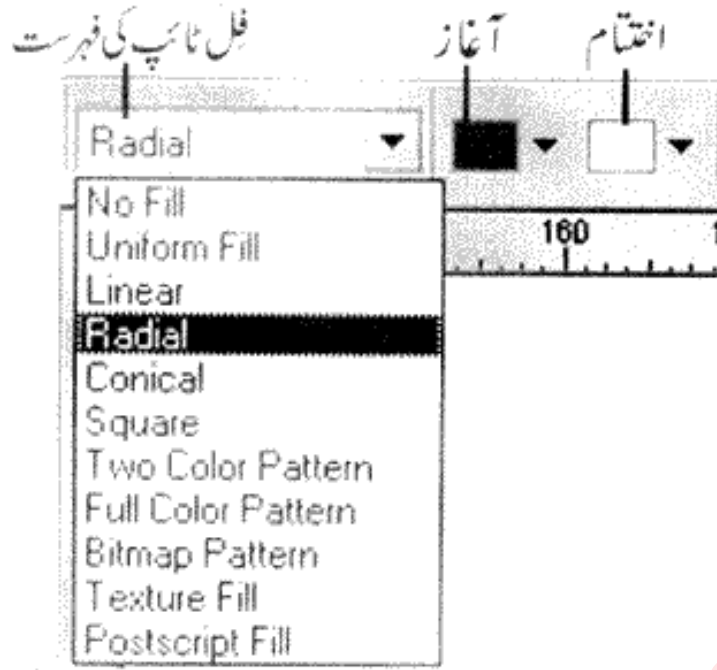 اختتام آغاز فِل ٹائپ کی فہرست
Radial
No Fill
Uniform Fill
160 1
Linear
Radial
Conical
Square
Two Color Pattern
Full Color Pattern
Bitmap Pattern
Texture Fill
Postscript Fill